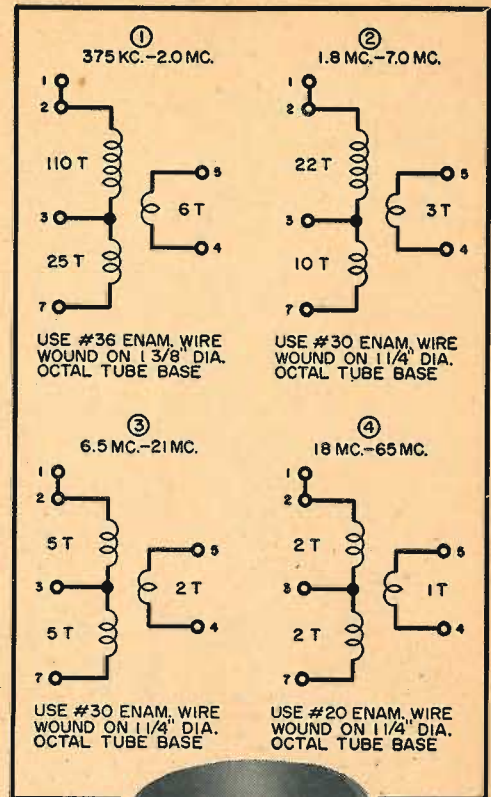 ①
375 KC.-2.0 MC.
1
2
110 T
5
3
6 T
25 T
4
7
USE #36 ENAM. WIRE
WOUND ON 1 3/8" DIA.
OCTAL TUBE BASE
②
1.8 MC.-7.0 MC.
1
2
22 T
5
3
3 T
10 T
4
7
USE #30 ENAM. WIRE
WOUND ON 1 1/4" DIA.
OCTAL TUBE BASE
③
6.5 MC.-21 MC.
1
2
5 T
5
3
2 T
5 T
4
7
USE #30 ENAM. WIRE
WOUND ON 1 1/4" DIA.
OCTAL TUBE BASE
④
18 MC.-65 MC.
1
2
2 T
5
3
1 T
2 T
4
7
USE #20 ENAM. WIRE
WOUND ON 1 1/4" DIA.
OCTAL TUBE BASE